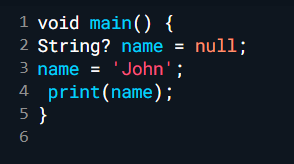 1 void main() {
2 String? name = null;
3 name = 'John';
4  print(name);
5 }
6